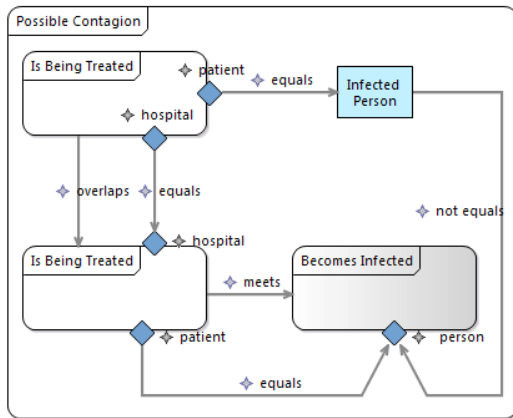 Possible Contagion
Is Being Treated
patient
equals
Infected
Person
hospital
overlaps
equals
not equals
hospital
Is Being Treated
Becomes Infected
meets
patient
person
equals